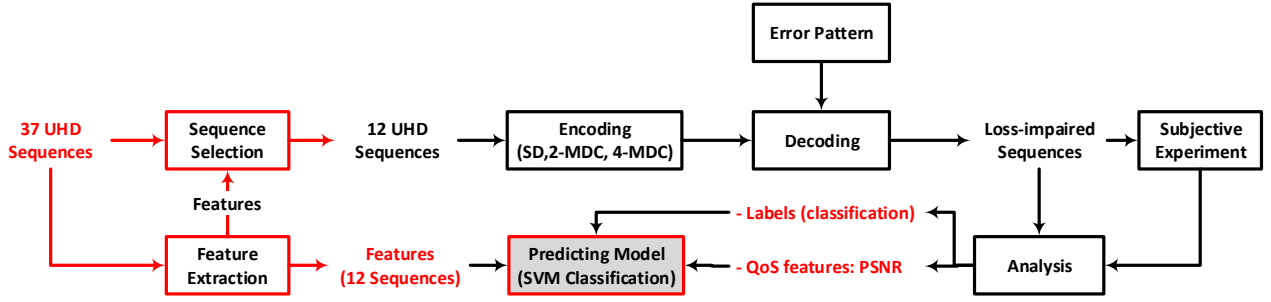 Error Pattern
37 UHD
Sequences
Sequence
Selection
12 UHD
Sequences
Encoding
(SD,2-MDC, 4-MDC)
Decoding
Loss-impaired
Sequences
Subjective
Experiment
Features
- Labels (classification)
Feature
Extraction
Features
(12 Sequences)
Predicting Model
(SVM Classification)
- QoS features: PSNR
Analysis